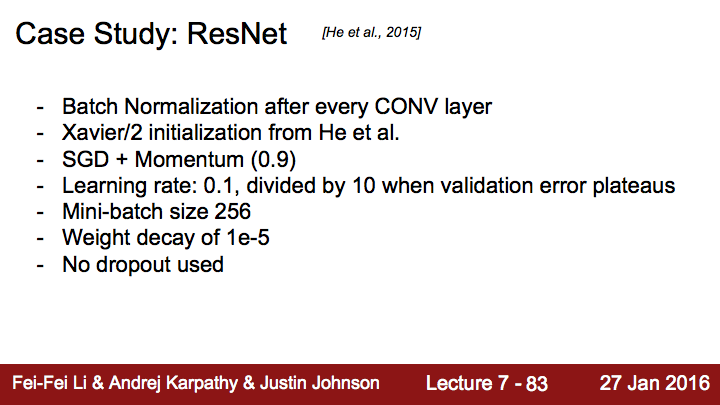 Case Study: ResNet [He et al., 2015]
- Batch Normalization after every CONV layer
- Xavier/2 initialization from He et al.
- SGD + Momentum (0.9)
- Learning rate: 0.1, divided by 10 when validation error plateaus
- Mini-batch size 256
- Weight decay of 1e-5
- No dropout used
Fei-Fei Li & Andrej Karpathy & Justin Johnson Lecture 7 - 83 27 Jan 2016